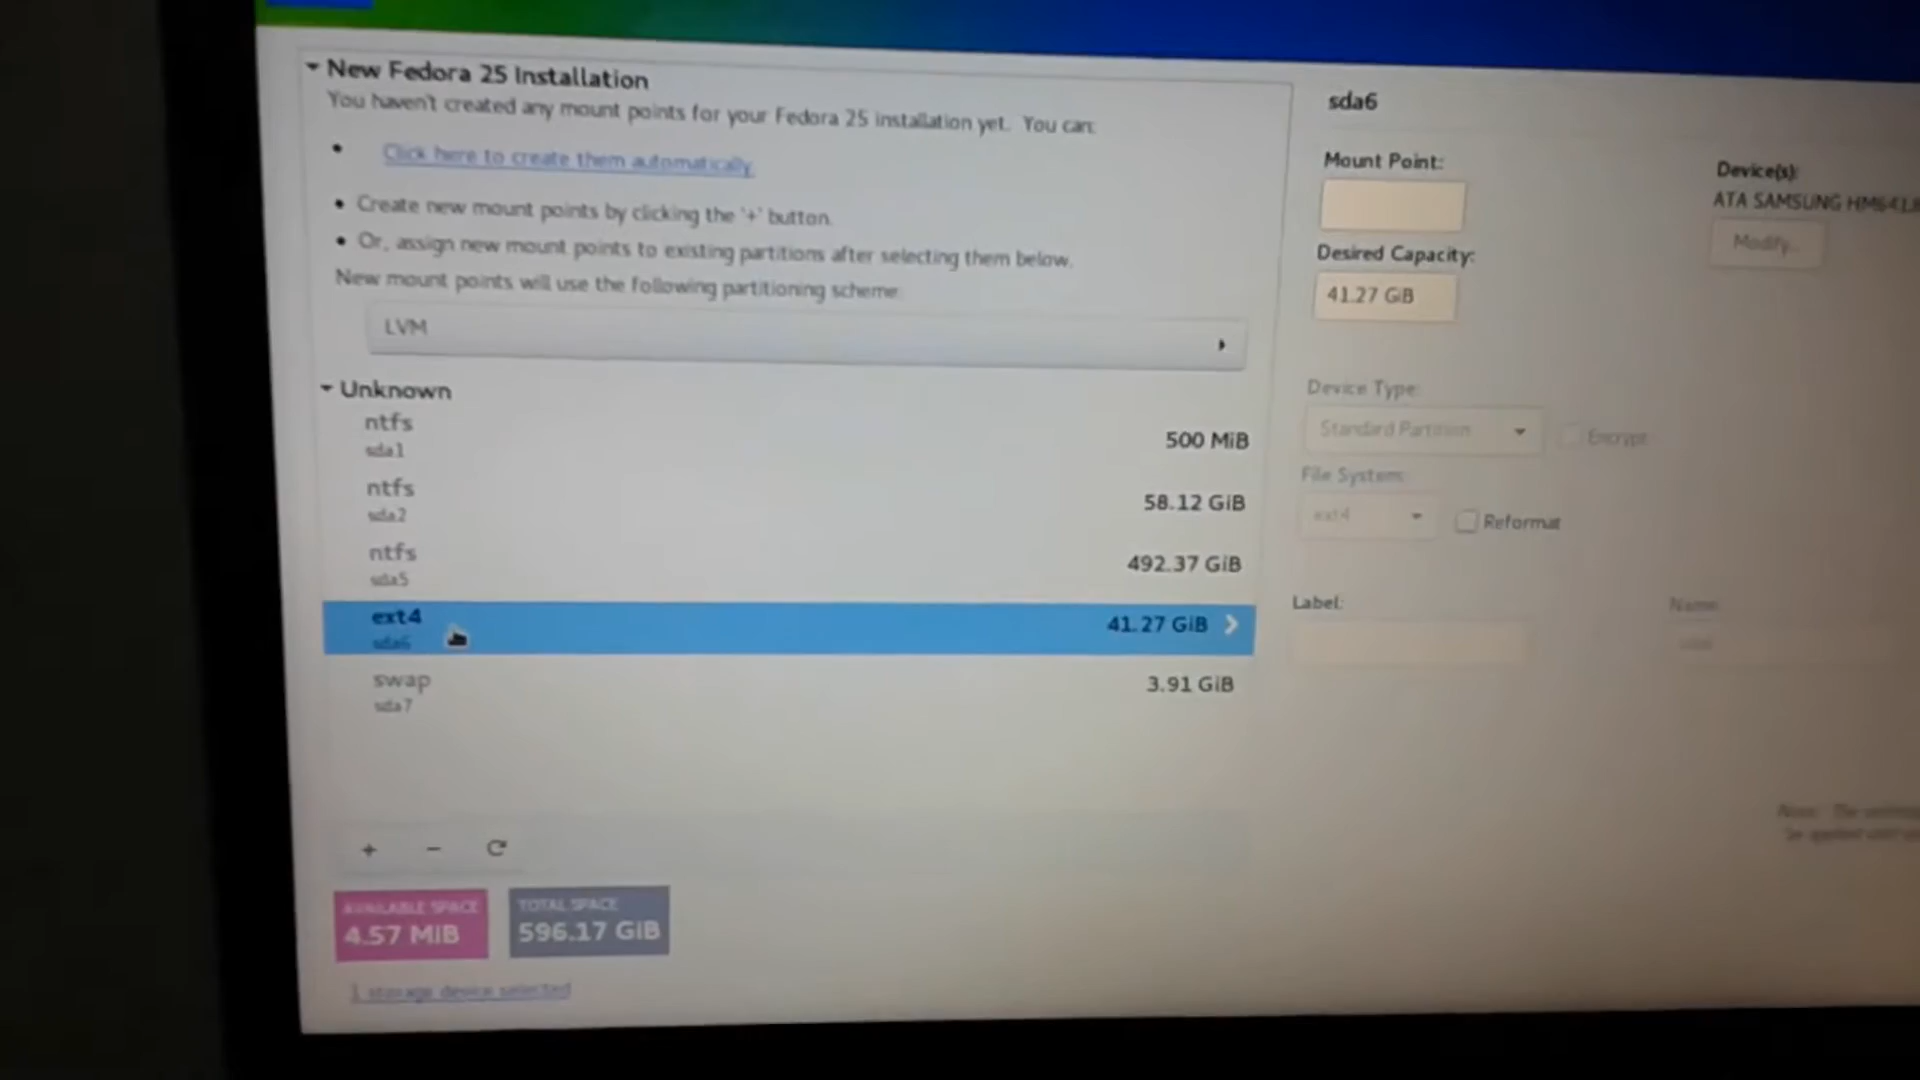 New Fedora 25 Installation
You haven't created any mount points for your Fedora 25 installation yet. You can:
Click here to create them automatically.
Create new mount points by clicking the '+' button.
Or, assign new mount points to existing partitions after selecting them below.
New mount points will use the following partitioning scheme:
LVM
Unknown
ntfs
sda1
500 MiB
ntfs
sda2
58.12 GiB
ntfs
sda5
492.37 GiB
ext4
sda6
41.27 GiB
swap
sda7
3.91 GiB
+ −
AVAILABLE SPACE
4.57 MiB
TOTAL SPACE
596.17 GiB
1 storage device selected
sda6
Mount Point:
Device(s):
ATA SAMSUNG
Modify...
Desired Capacity:
41.27 GiB
Device Type:
Standard Partition
Encrypt
File System:
ext4
Reformat
Label:
Name:
Note: The